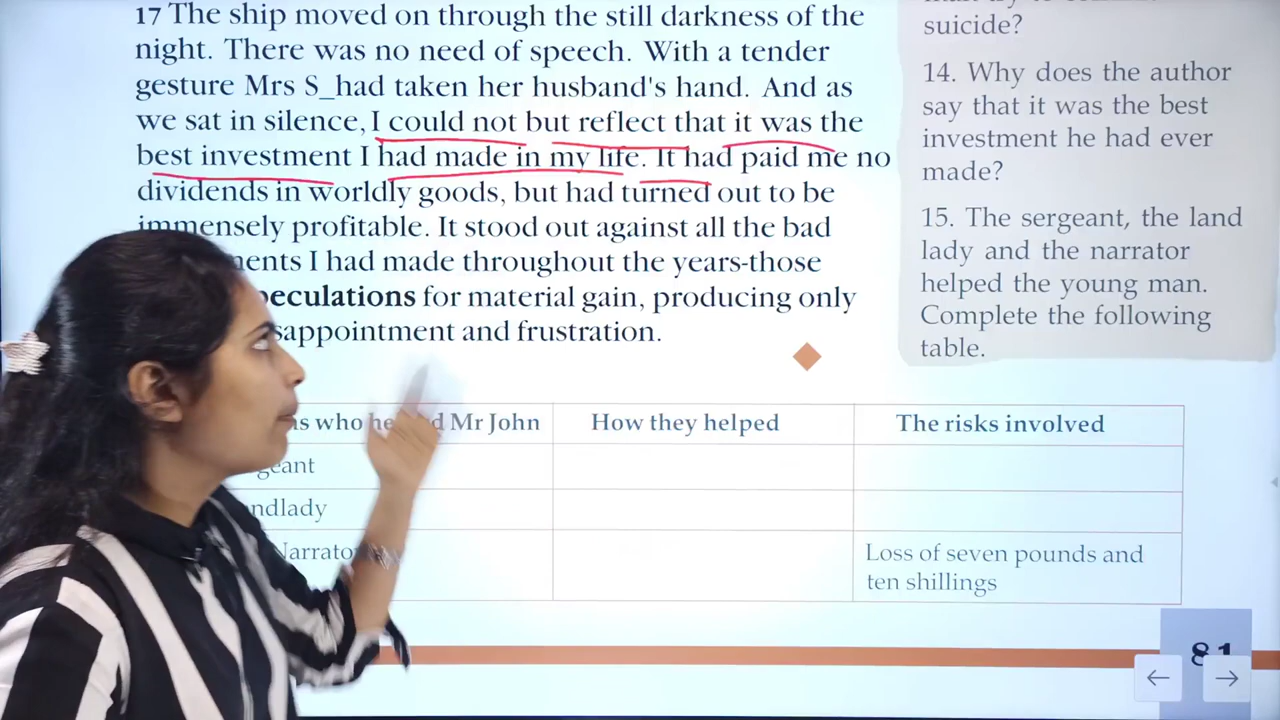 17 The ship moved on through the still darkness of the
night. There was no need of speech. With a tender
gesture Mrs S_had taken her husband's hand. And as
we sat in silence, I could not but reflect that it was the
best investment I had made in my life. It had paid me no
dividends in worldly goods, but had turned out to be
immensely profitable. It stood out against all the bad
ments I had made throughout the years-those
peculations for material gain, producing only
sappointment and frustration.
suicide?
14. Why does the author
say that it was the best
investment he had ever
made?
15. The sergeant, the land
lady and the narrator
helped the young man.
Complete the following
table.
s who he d Mr John How they helped The risks involved
geant
ndlady
Narrator
Loss of seven pounds and
ten shillings
81